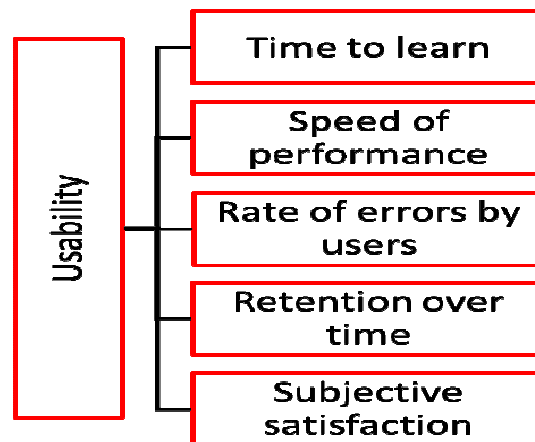 Usability
Time to learn
Speed of
performance
Rate of errors by
users
Retention over
time
Subjective
satisfaction